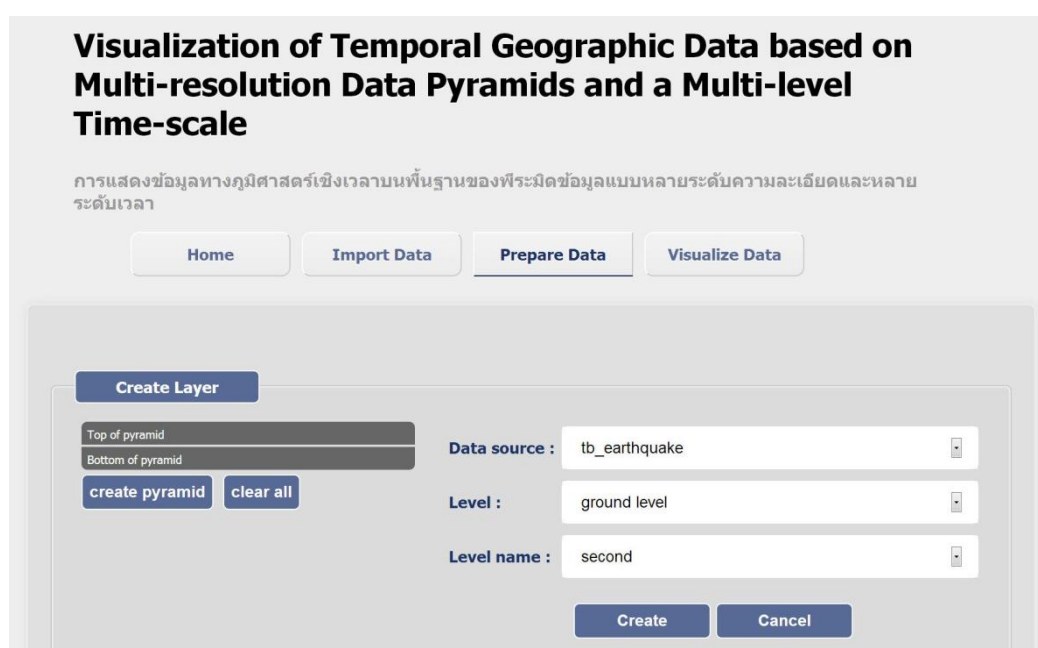 Visualization of Temporal Geographic Data based on
Multi-resolution Data Pyramids and a Multi-level
Time-scale
การแสดงข้อมูลทางภูมิศาสตร์เชิงเวลาบนพื้นฐานของพีระมิดข้อมูลแบบหลายระดับความละเอียดและหลาย
ระดับเวลา
Home Import Data Prepare Data Visualize Data
Create Layer
Top of pyramid
Bottom of pyramid
create pyramid clear all
Data source : tb_earthquake
Level : ground level
Level name : second
Create Cancel